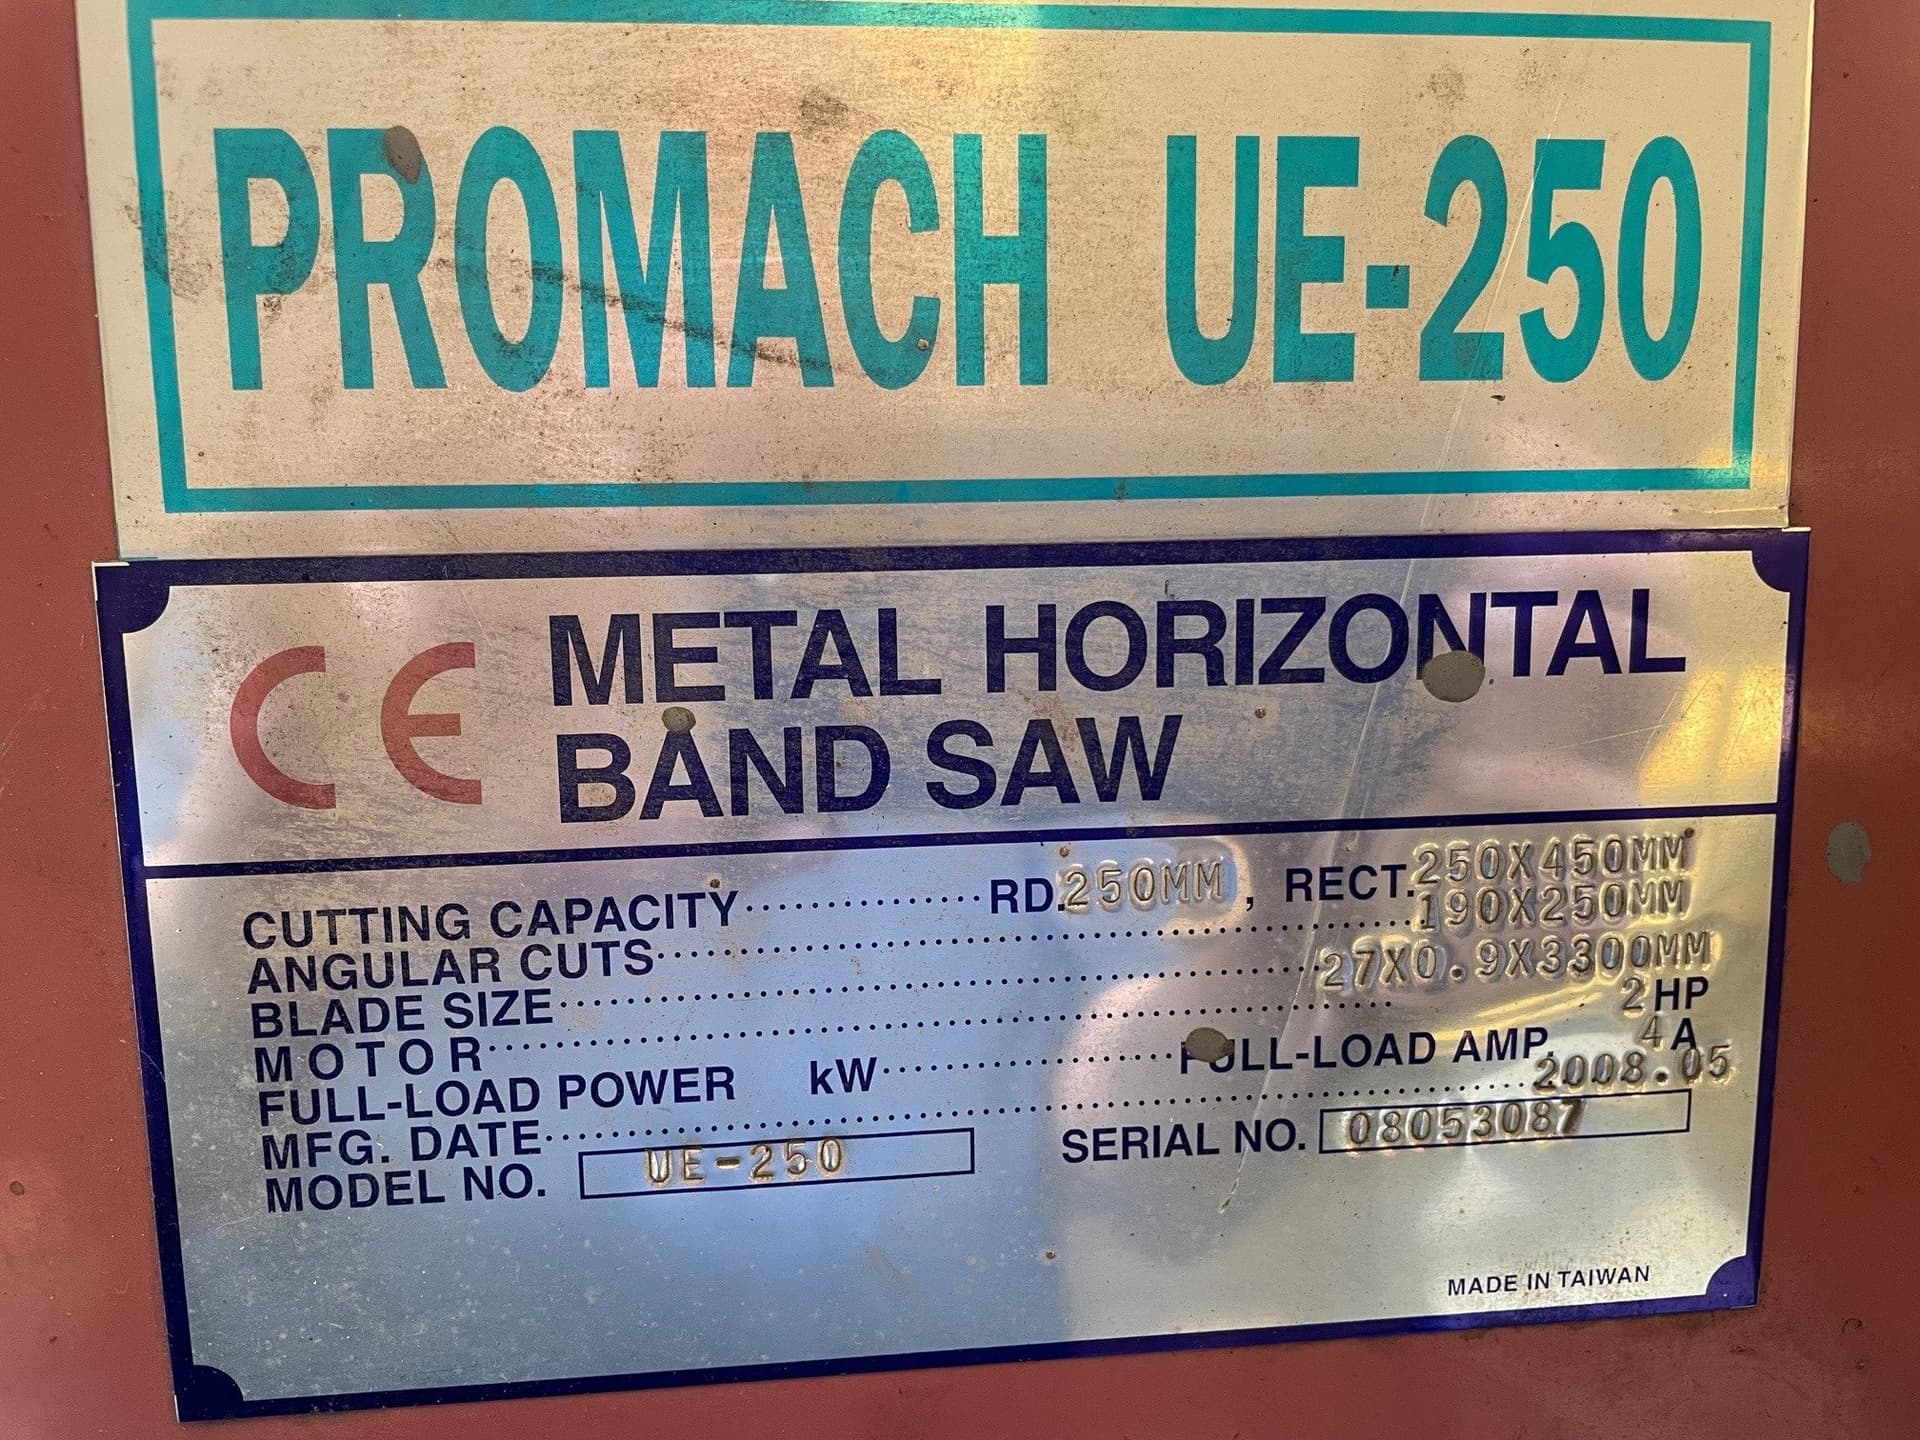 PROMACH UE-250
CE METAL HORIZONTAL
BAND SAW
CUTTING CAPACITY..............RD.250MM, RECT.250X450MM
ANGULAR CUTS..............190X250MM
BLADE SIZE..............27X0.9X3300MM
MOTOR..............2HP
FULL-LOAD POWER kW..............FULL-LOAD AMP. 4A
MFG. DATE..............2008.05
MODEL NO. UE-250 SERIAL NO. 08053087
MADE IN TAIWAN